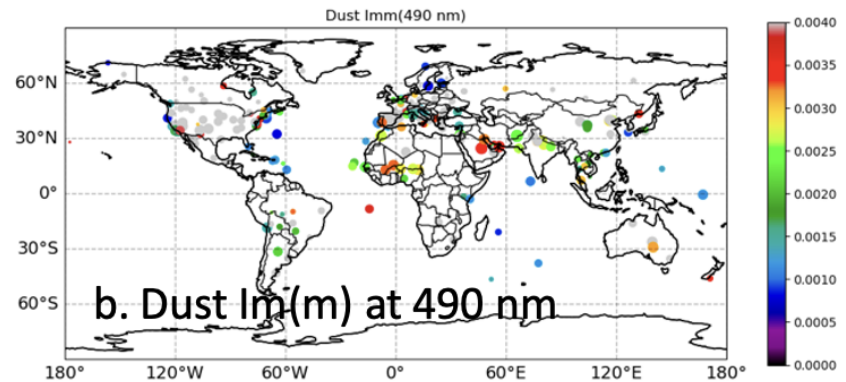 Dust Imm(490 nm)
60°N
30°N
0°
30°S
60°S
180°
120°W
60°W
0°
60°E
120°E
180°
b. Dust Im(m) at 490 nm
0.0040
0.0035
0.0030
0.0025
0.0020
0.0015
0.0010
0.0005
0.0000